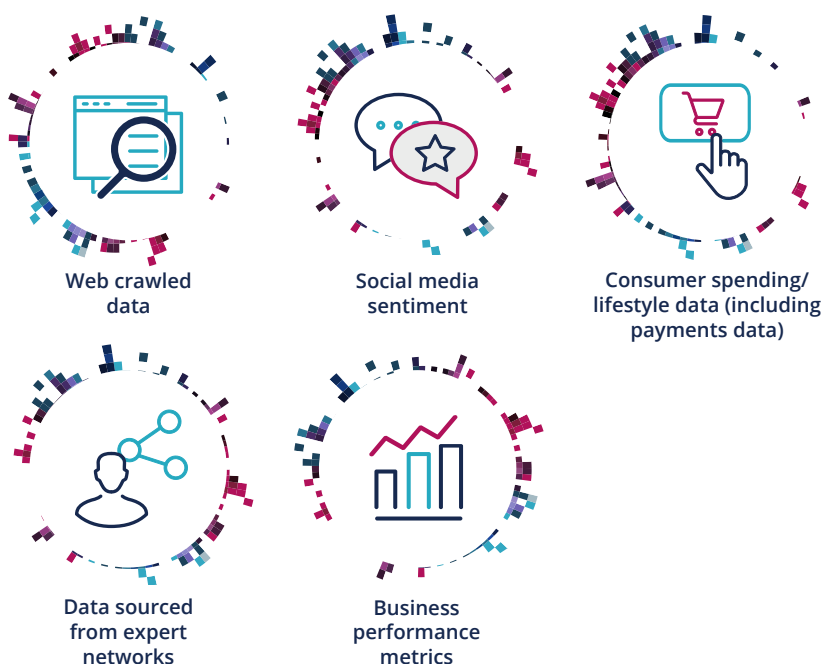 Web crawled
data
Social media
sentiment
Consumer spending/
lifestyle data (including
payments data)
Data sourced
from expert
networks
Business
performance
metrics